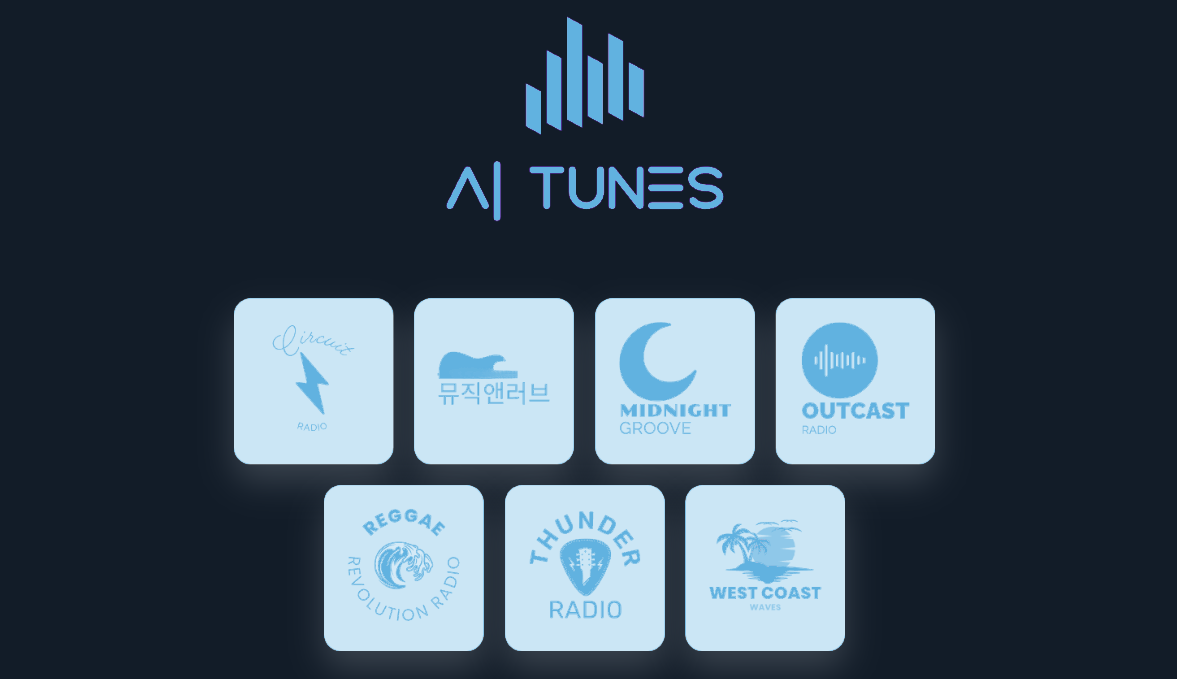 AI TUNES
Circuit
RADIO
뮤직앤러브
MIDNIGHT
GROOVE
OUTCAST
RADIO
REGGAE
REVOLUTION RADIO
THUNDER
RADIO
WEST COAST
WAVES